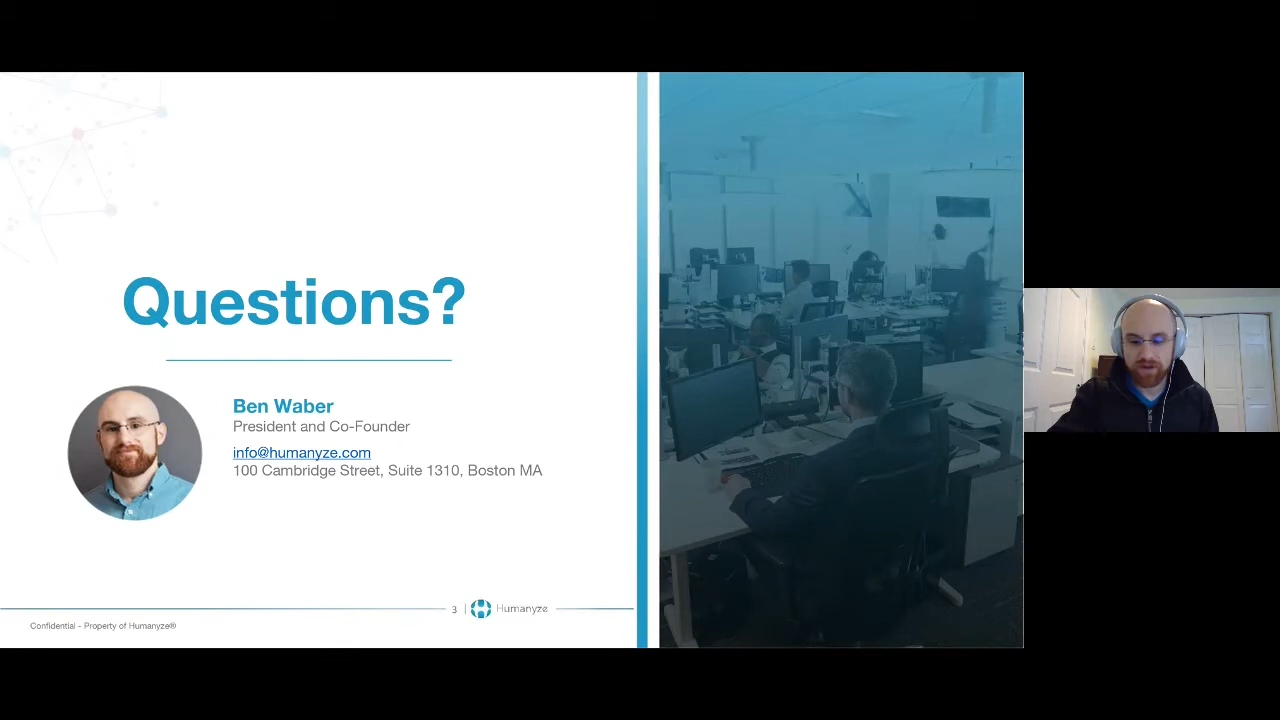 Questions?
Ben Waber
President and Co-Founder
info@humanyze.com
100 Cambridge Street, Suite 1310, Boston MA
3 | Humanyze
Confidential - Property of Humanyze®